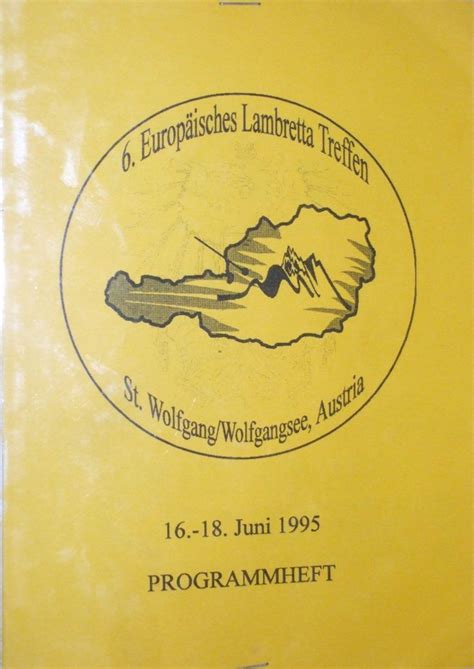 6. Europäisches Lambretta Treffen
St. Wolfgang/Wolfgangsee, Austria
16.-18. Juni 1995
PROGRAMMHEFT